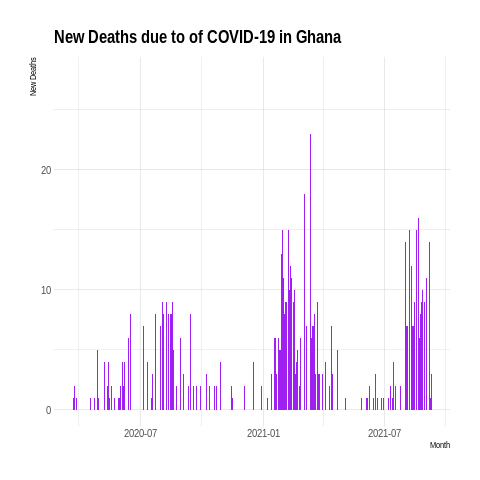 New Deaths due to of COVID-19 in Ghana
New Deaths
20
10
0
2020-07
2021-01
2021-07
Month